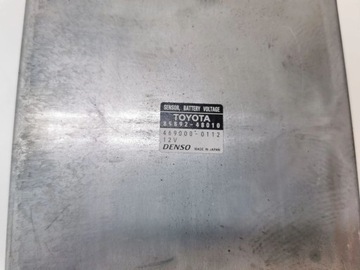 SENSOR, BATTERY VOLTAGE
TOYOTA
89892-48010
469000-0112
12V
DENSO MADE IN JAPAN